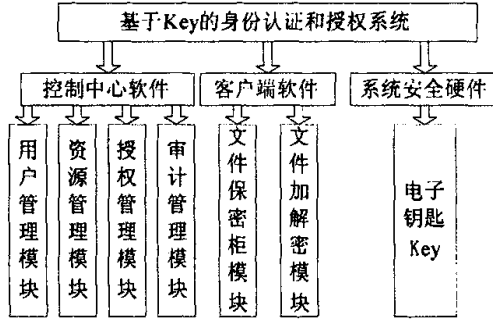 基于Key的身份认证和授权系统
控制中心软件
客户端软件
系统安全硬件
用户管理模块
资源管理模块
授权管理模块
审计管理模块
文件保密柜模块
文件加解密模块
电子
钥匙
Key